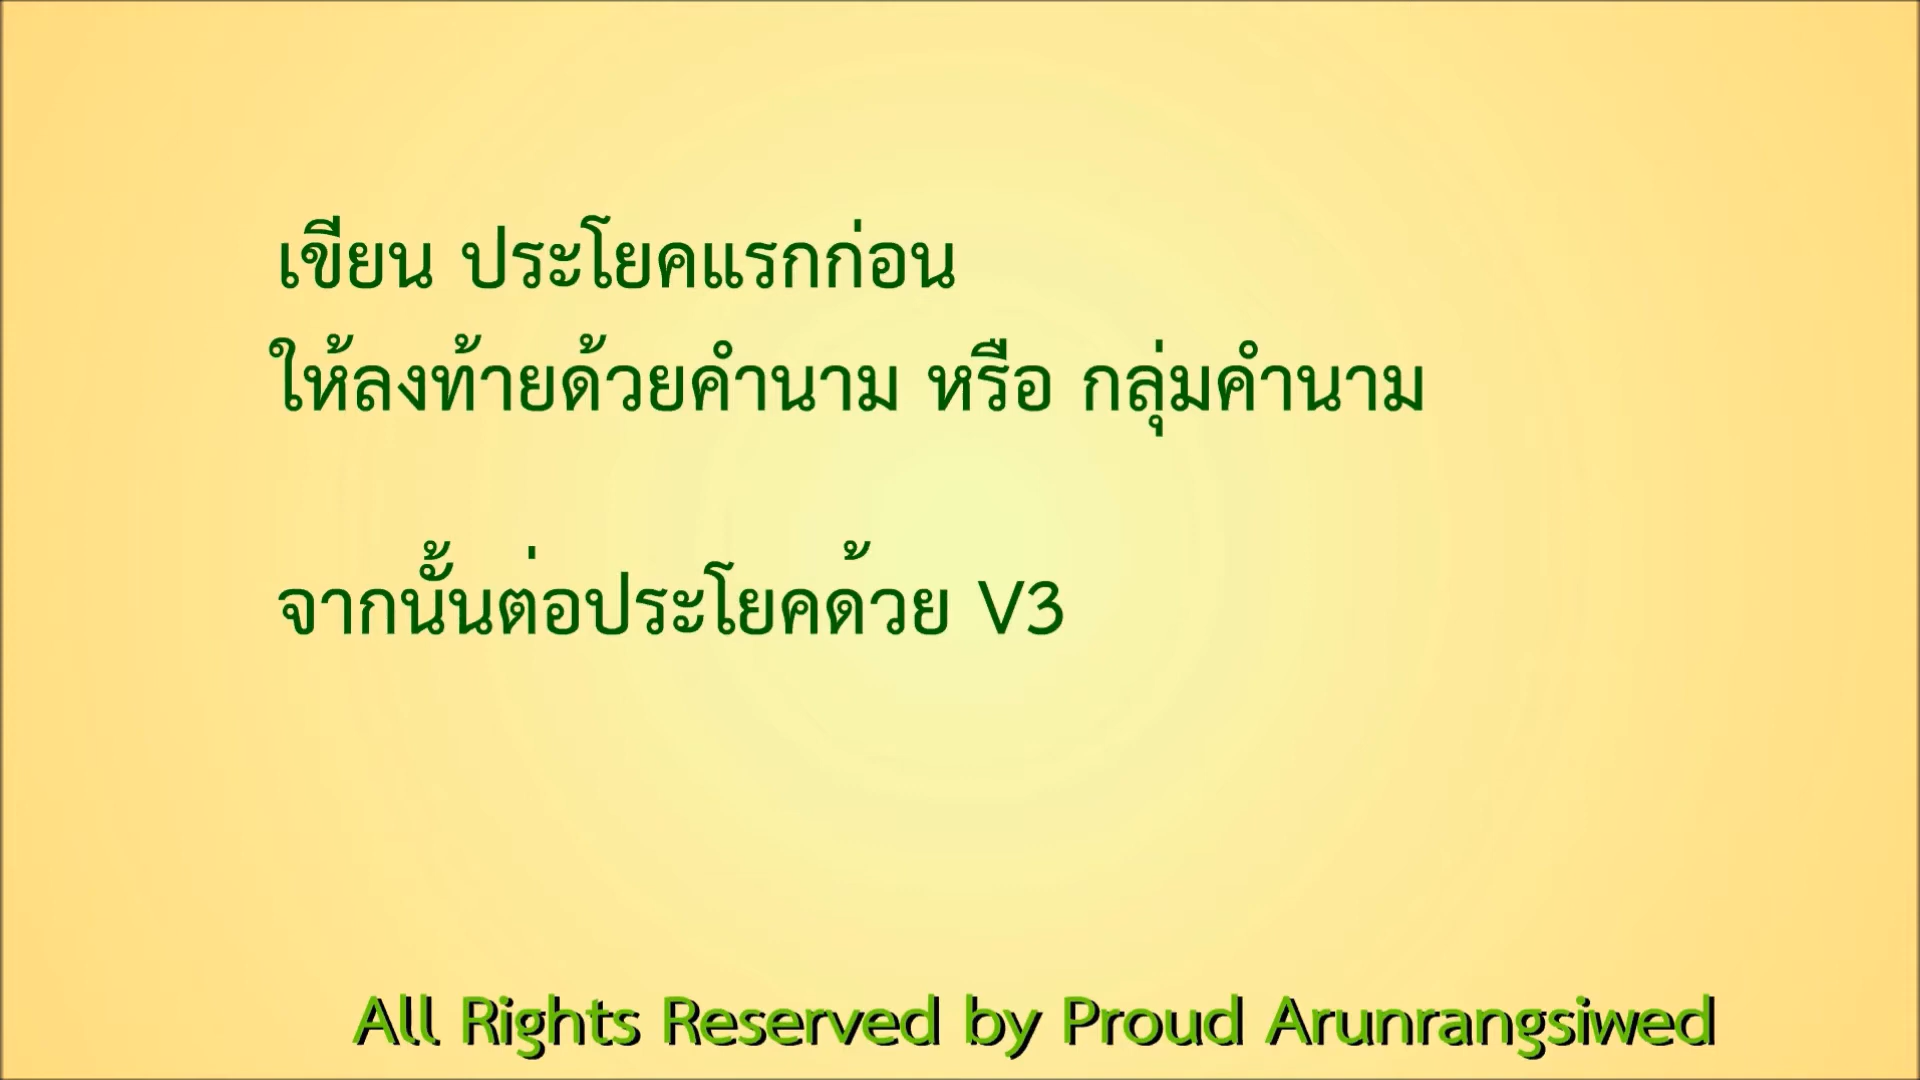 เขียน ประโยคแรกก่อน
ให้ลงท้ายด้วยคำนาม หรือ กลุ่มคำนาม
จากนั้นต่อประโยคด้วย V3
All Rights Reserved by Proud Arunrangsiwed